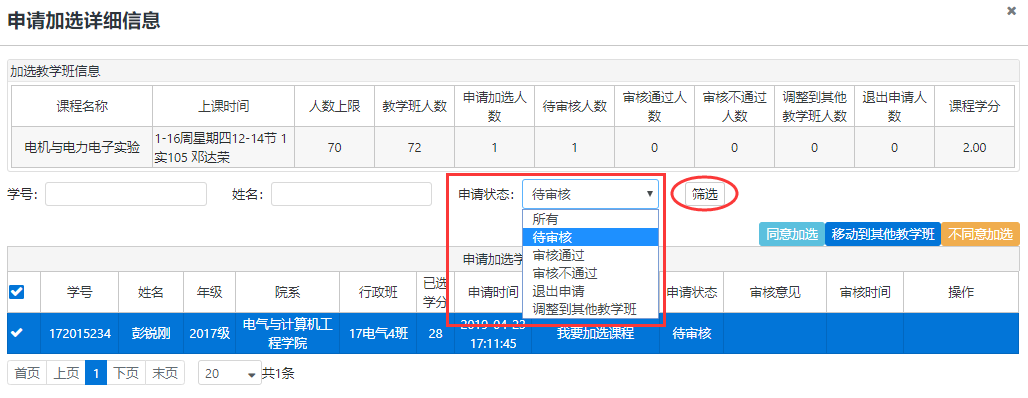 申请加选详细信息
加选教学班信息
课程名称 上课时间 人数上限 教学班人数 申请加选人数 待审核人数 审核通过人数 审核不通过人数 调整到其他教学班人数 退出申请人数 课程学分
电机与电力电子实验 1-16周星期四12-14节 1实105 邓达荣 70 72 1 1 0 0 0 0 2.00
学号: 姓名: 申请状态: 待审核 筛选
所有
待审核
审核通过
审核不通过
退出申请
调整到其他教学班
同意加选 移动到其他教学班 不同意加选
申请加选学
学号 姓名 年级 院系 行政班 已选学分 申请时间 申请状态 审核意见 审核时间 操作
172015234 彭锐刚 2017级 电气与计算机工程学院 17电气4班 28 2019-04-23 17:11:45 我要加选课程 待审核
首页 上页 1 下页 末页 20 共1条